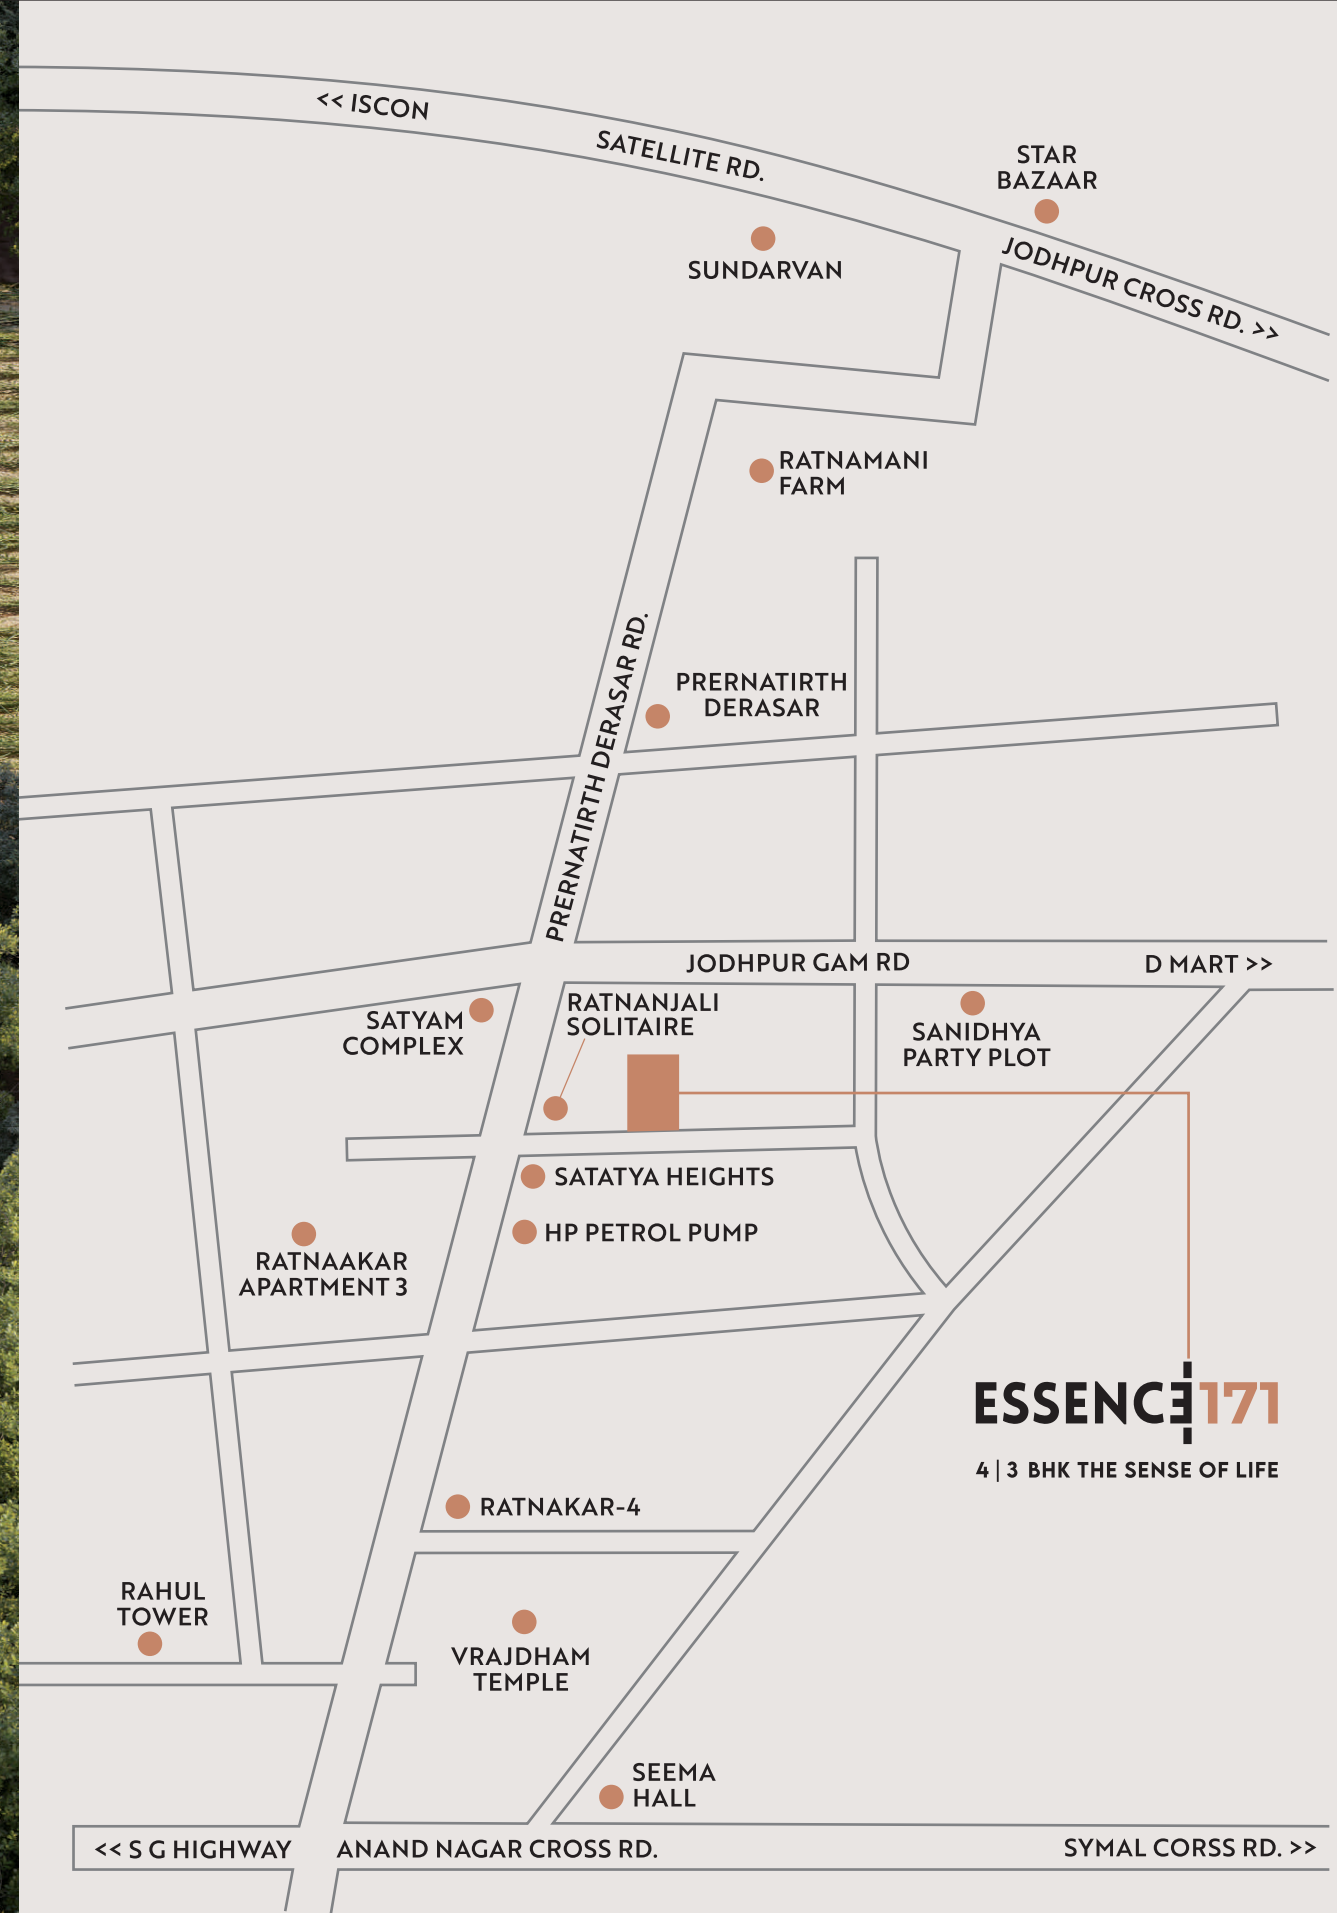 << ISCON
SATELLITE RD.
STAR
BAZAAR
JODHPUR CROSS RD. >>
SUNDARVAN
RATNAMANI
FARM
PRERNATIRTH DERASAR RD.
PRERNATIRTH
DERASAR
JODHPUR GAM RD
D MART >>
SATYAM
COMPLEX
RATNANJALI
SOLITAIRE
SANIDHYA
PARTY PLOT
SATATYA HEIGHTS
HP PETROL PUMP
RATNAAKAR
APARTMENT 3
ESSENCE 171
4 | 3 BHK THE SENSE OF LIFE
RATNAKAR-4
RAHUL
TOWER
VRAJDHAM
TEMPLE
SEEMA
HALL
<< S G HIGHWAY
ANAND NAGAR CROSS RD.
SYMAL CORSS RD. >>